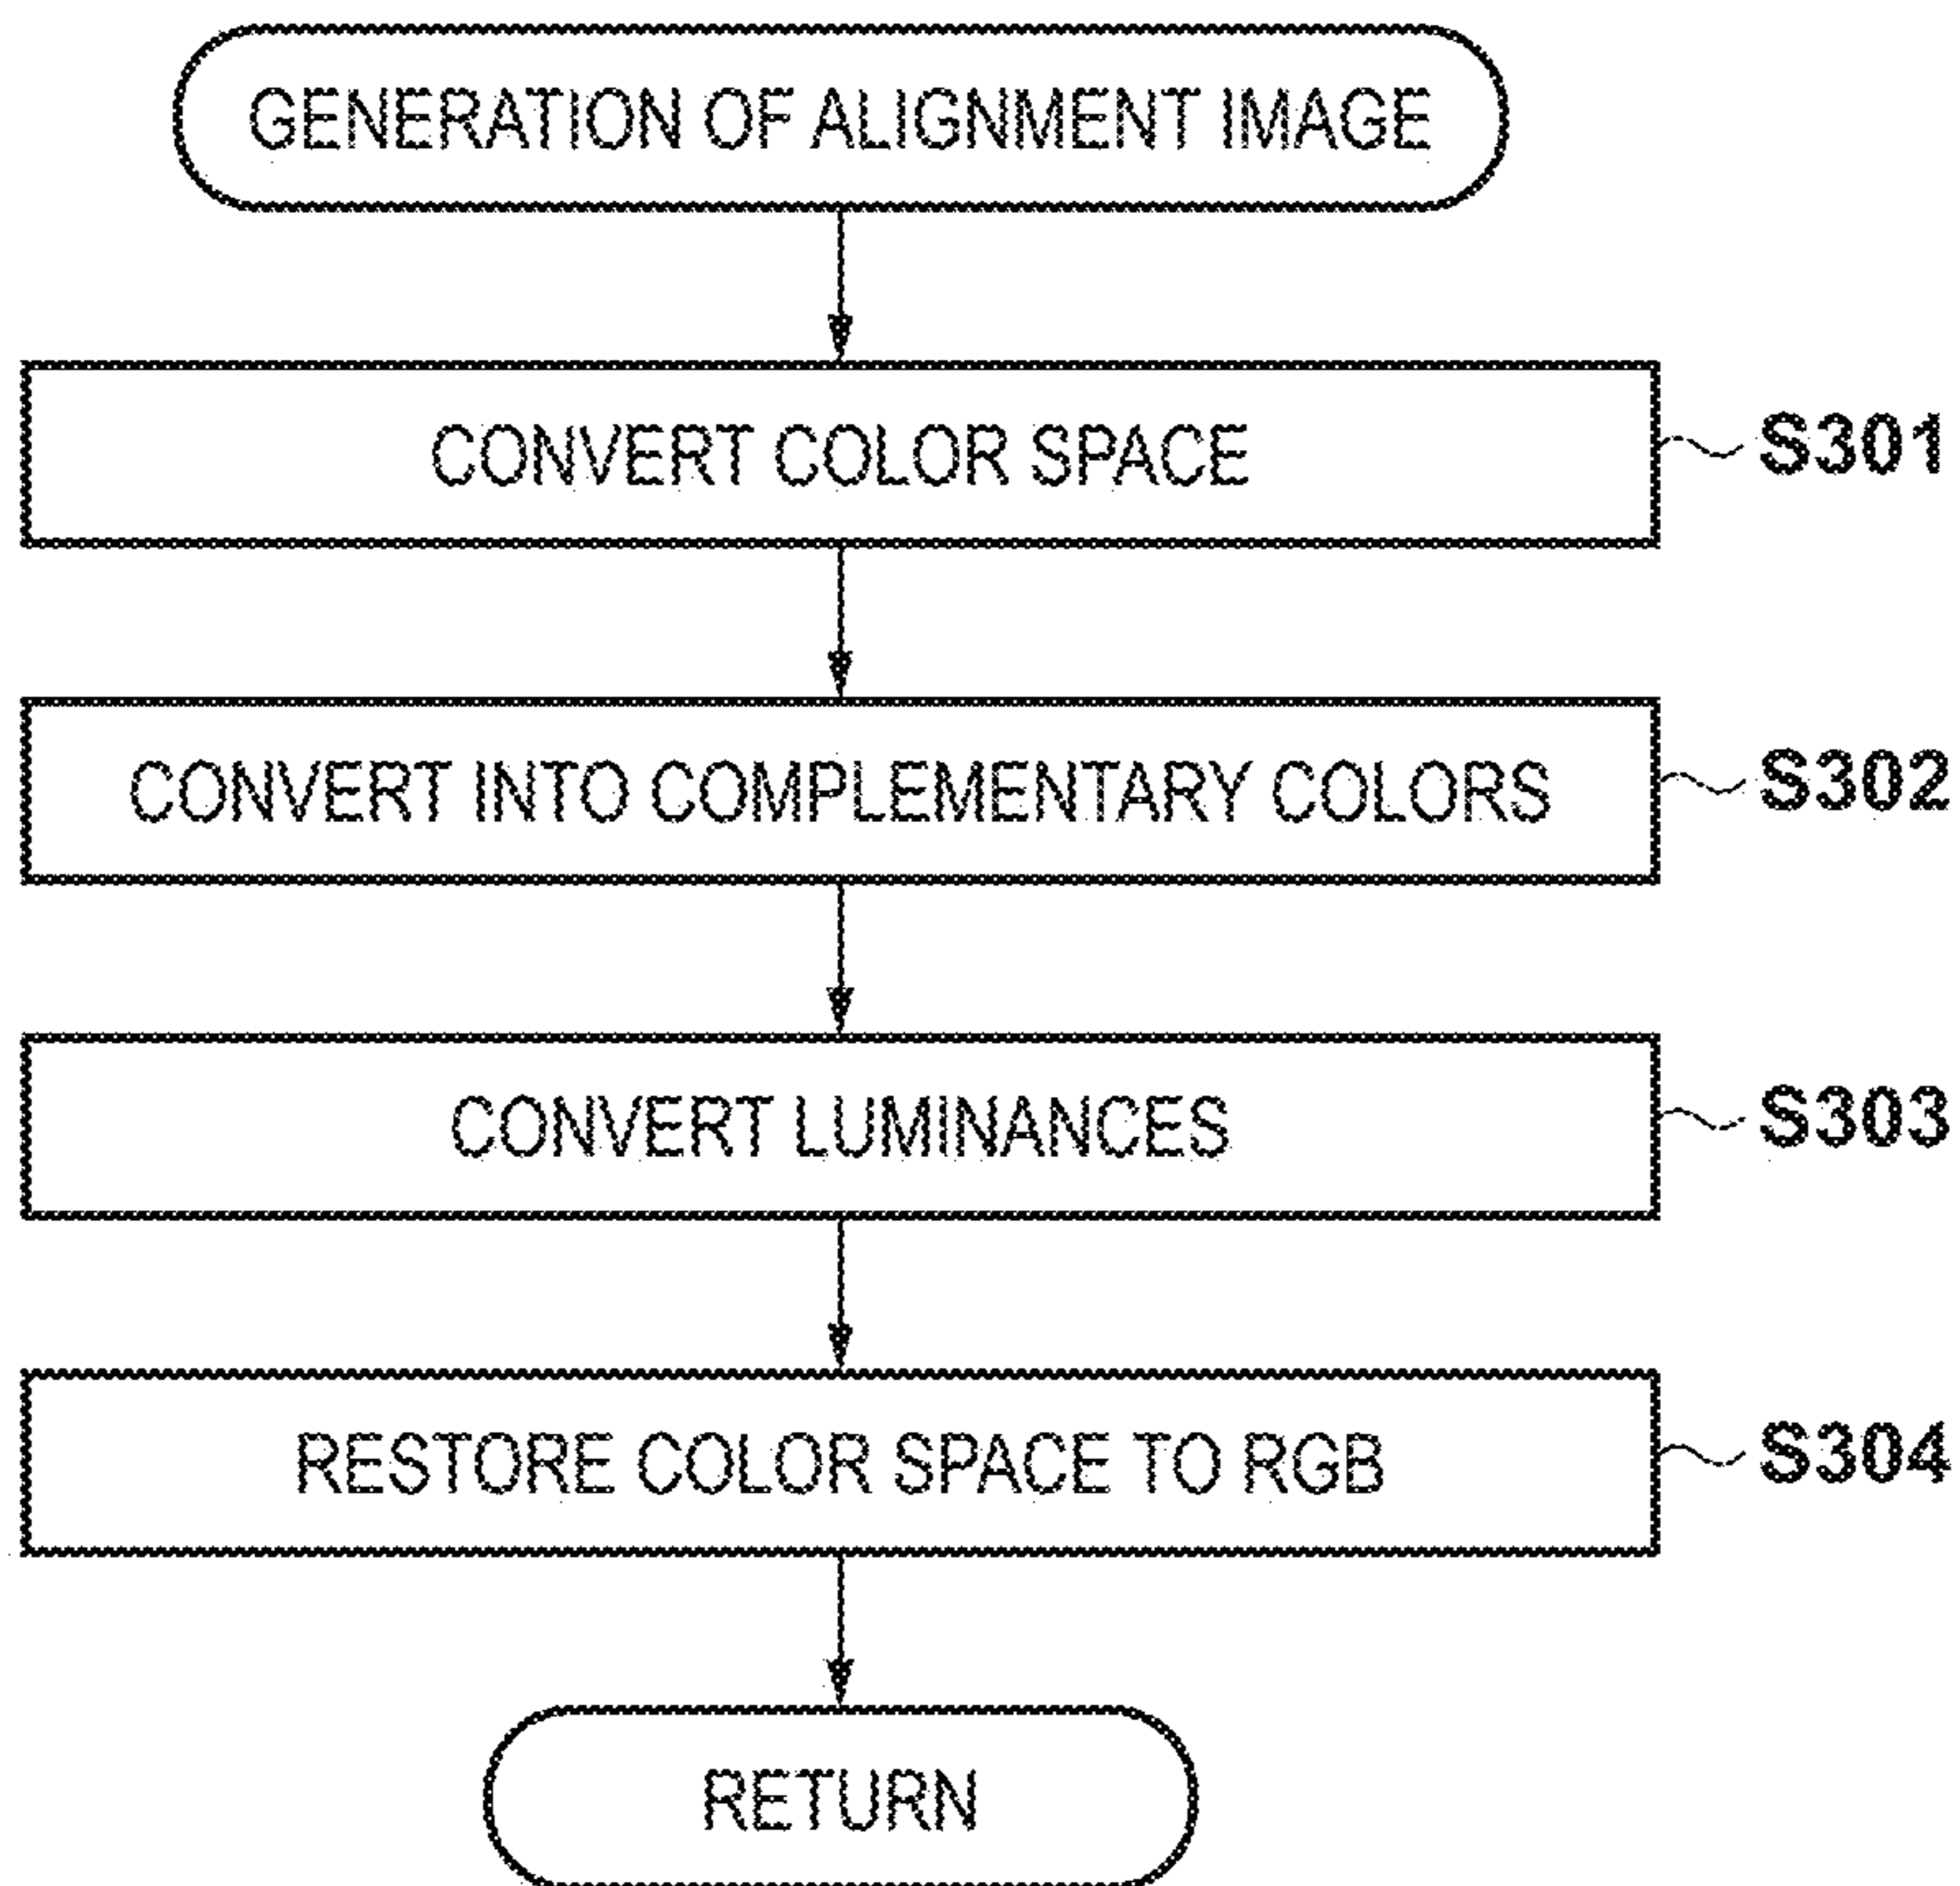 GENERATION OF ALIGNMENT IMAGE
CONVERT COLOR SPACE
S301
CONVERT INTO COMPLEMENTARY COLORS
S302
CONVERT LUMINANCES
S303
RESTORE COLOR SPACE TO RGB
S304
RETURN